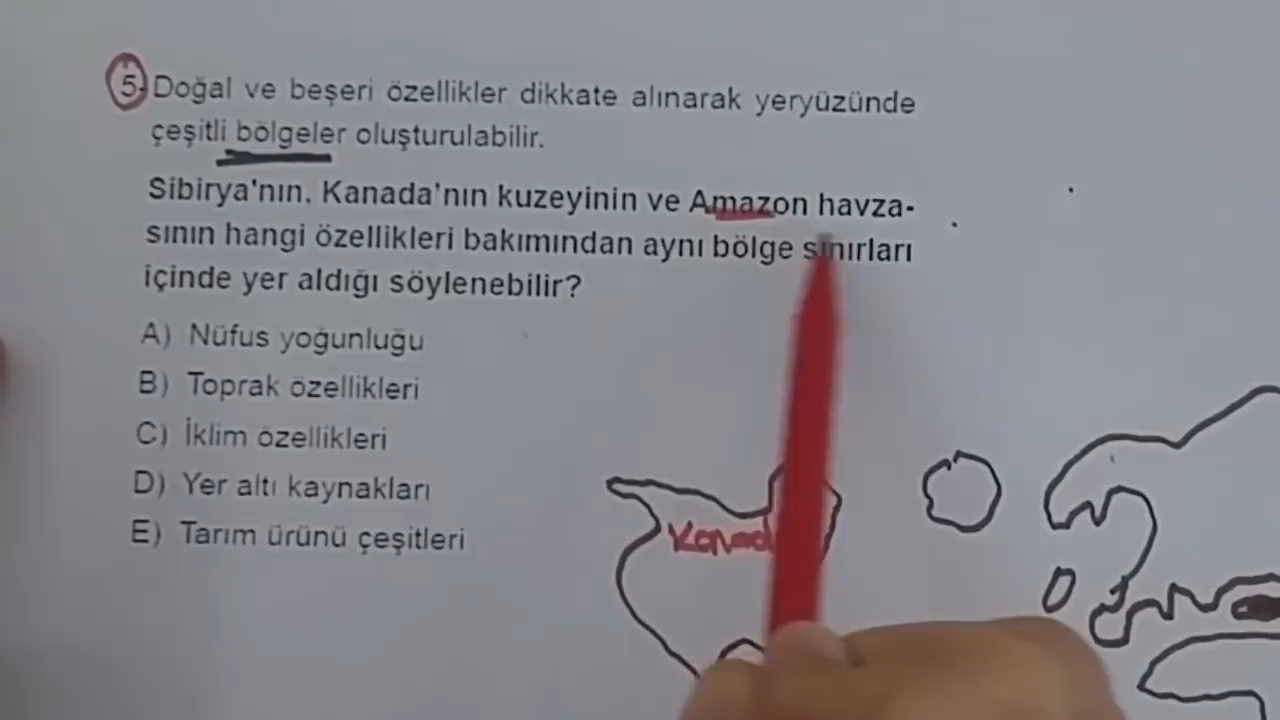 5- Doğal ve beşeri özellikler dikkate alınarak yeryüzünde
çeşitli bölgeler oluşturulabilir.
Sibirya'nın, Kanada'nın kuzeyinin ve Amazon havza-
sının hangi özellikleri bakımından aynı bölge sınırları
içinde yer aldığı söylenebilir?
A) Nüfus yoğunluğu
B) Toprak özellikleri
C) İklim özellikleri
D) Yer altı kaynakları
E) Tarım ürünü çeşitleri